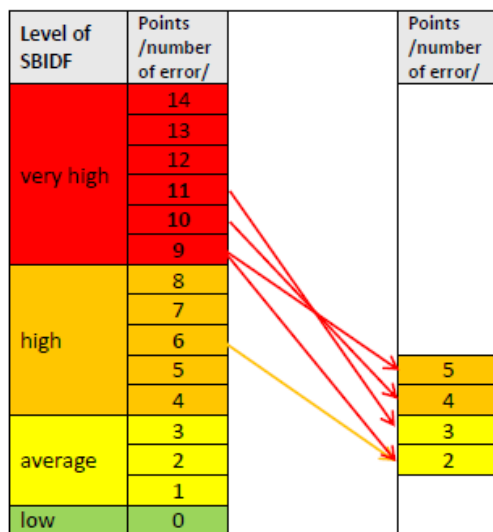 Level of
SBIDF
Points
/number
of error/
Points
/number
of error/
very high
14
13
12
11
10
9
high
8
7
6
5
4
average
3
2
1
low
0
5
4
3
2